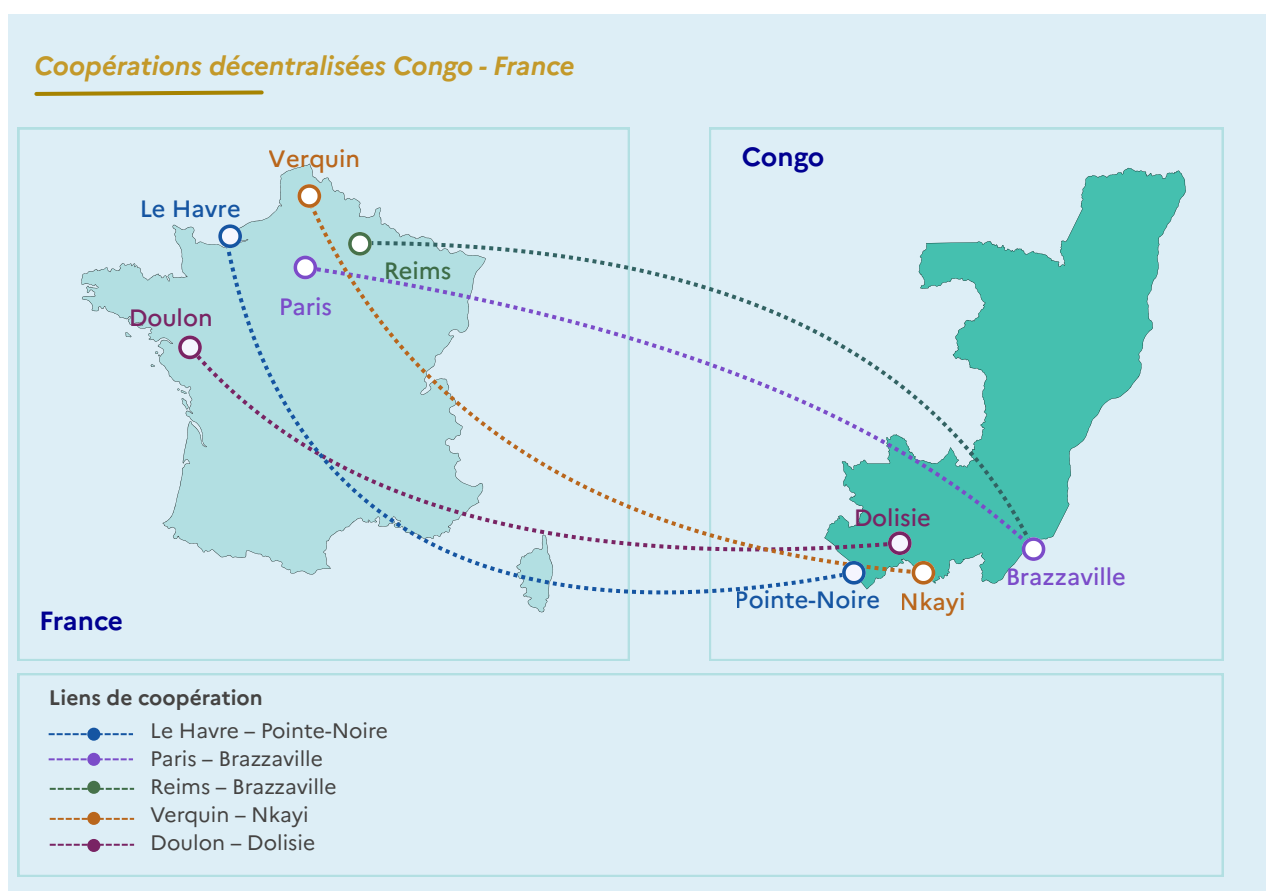 Coopérations décentralisées Congo - France
Verquin
Congo
Le Havre
Reims
Paris
Doulon
Dolisie
Brazzaville
Pointe-Noire
Nkayi
France
Liens de coopération
Le Havre – Pointe-Noire
Paris – Brazzaville
Reims – Brazzaville
Verquin – Nkayi
Doulon – Dolisie